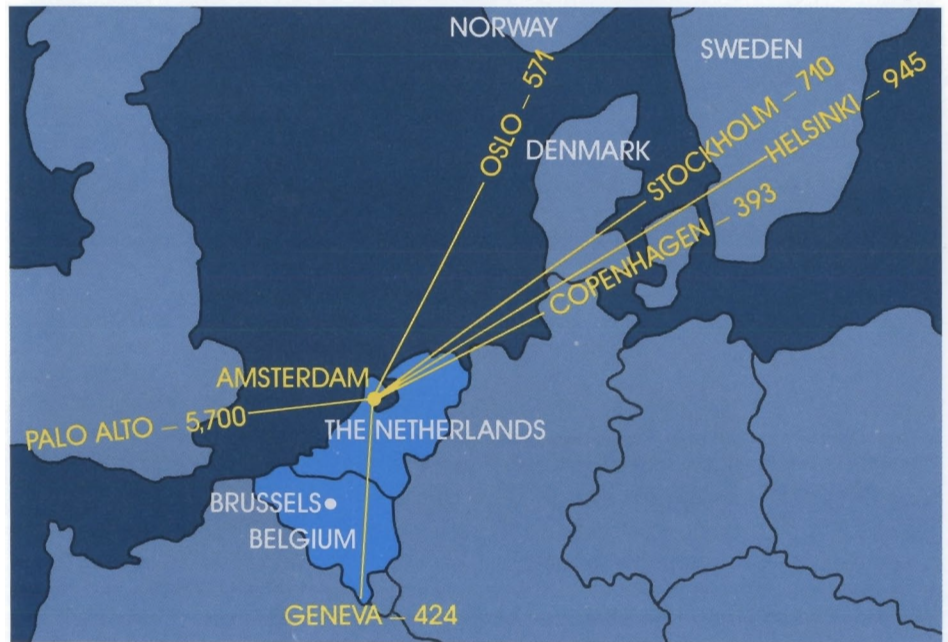 NORWAY
SWEDEN
OSLO – 571
DENMARK
STOCKHOLM – 710
HELSINKI – 945
COPENHAGEN – 393
AMSTERDAM
PALO ALTO – 5,700
THE NETHERLANDS
BRUSSELS
BELGIUM
GENEVA – 424